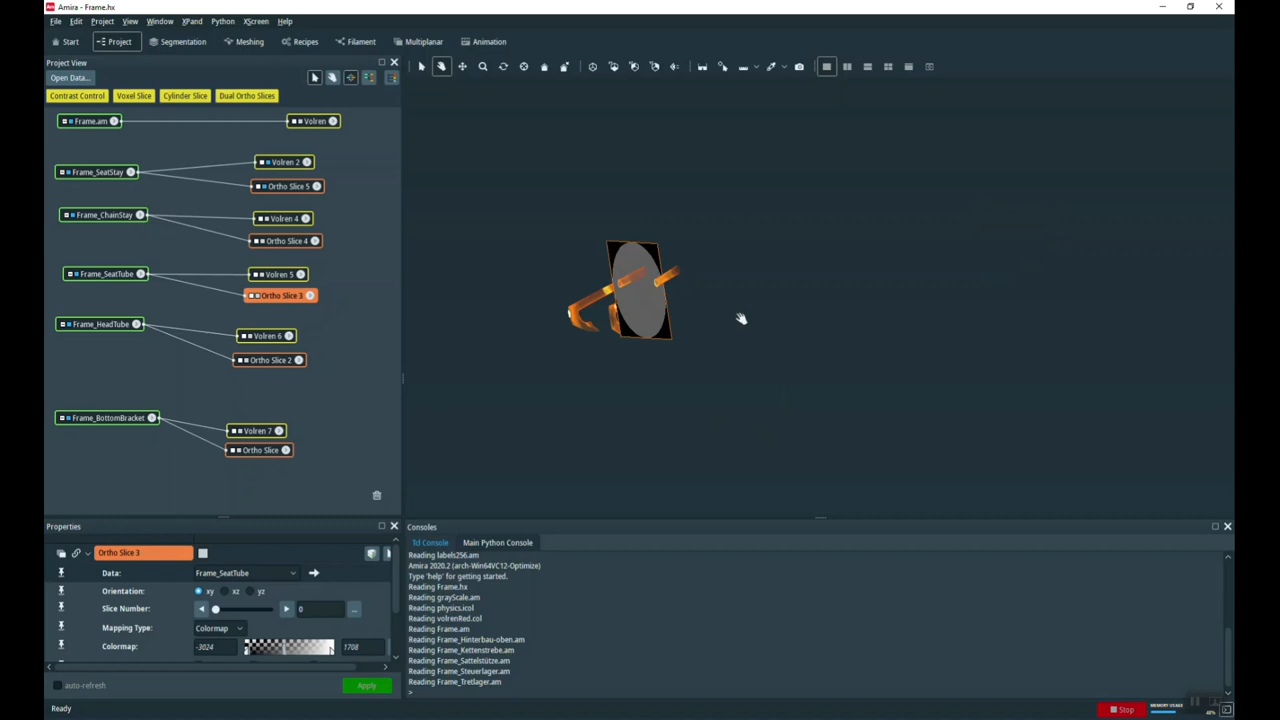 Amira - Frame.hx
File Edit Project View Window XPand Python XScreen Help
Start Project Segmentation Meshing Recipes Filament Multiplanar Animation
Project View
Open Data...
Contrast Control Voxel Slice Cylinder Slice Dual Ortho Slices
Frame.am Volren
Frame_SeatStay Volren 2
Ortho Slice 5
Frame_ChainStay Volren 4
Ortho Slice 4
Frame_SeatTube Volren 5
Ortho Slice 3
Frame_HeadTube Volren 6
Ortho Slice 2
Frame_BottomBracket Volren 7
Ortho Slice
Properties
Ortho Slice 3
Data: Frame_SeatTube
Orientation: xy xz yz
Slice Number: 0 ...
Mapping Type: Colormap
Colormap: -3024 1708
auto-refresh Apply
Ready
Consoles
Tcl Console Main Python Console
Reading labels256.am
Amira 2020.2 (arch-Win64VC12-Optimize)
Type 'help' for getting started.
Reading Frame.hx
Reading grayScale.am
Reading physics.icol
Reading volrenRed.col
Reading Frame.am
Reading Frame_Hinterbau-oben.am
Reading Frame_Kettenstrebe.am
Reading Frame_Sattelstütze.am
Reading Frame_Steuerlager.am
Reading Frame_Tretlager.am
>
Stop MEMORY USAGE 48%